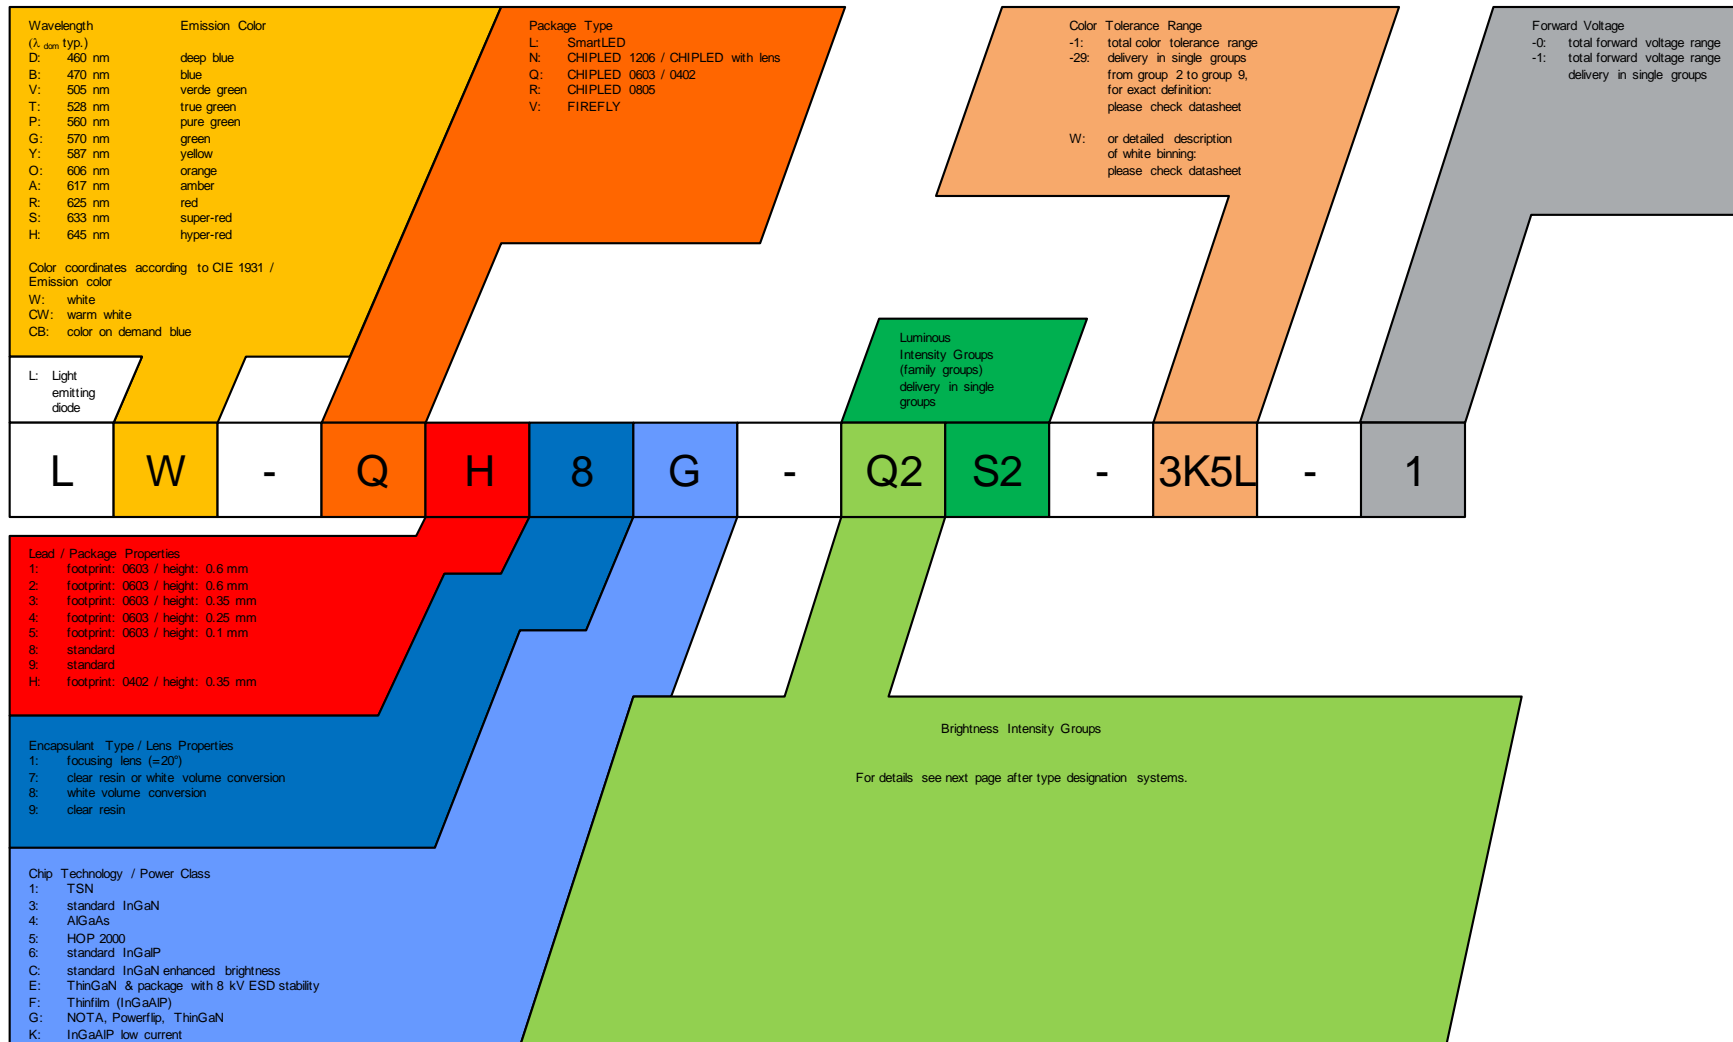 Wavelength Emission Color
(λ dom typ.)
D: 460 nm deep blue
B: 470 nm blue
V: 505 nm verde green
T: 528 nm true green
P: 560 nm pure green
G: 570 nm green
Y: 587 nm yellow
O: 606 nm orange
A: 617 nm amber
R: 625 nm red
S: 633 nm super-red
H: 645 nm hyper-red
Color coordinates according to CIE 1931 /
Emission color
W: white
CW: warm white
CB: color on demand blue
Package Type
L: SmartLED
N: CHIPLED 1206 / CHIPLED with lens
Q: CHIPLED 0603 / 0402
R: CHIPLED 0805
V: FIREFLY
Color Tolerance Range
-1: total color tolerance range
-29: delivery in single groups
from group 2 to group 9,
for exact definition:
please check datasheet
W: or detailed description
of white binning:
please check datasheet
Forward Voltage
-0: total forward voltage range
-1: total forward voltage range
delivery in single groups
Luminous
Intensity Groups
(family groups)
delivery in single
groups
L: Light
emitting
diode
L W - Q H 8 G - Q2 S2 - 3K5L - 1
Lead / Package Properties
1: footprint: 0603 / height: 0.6 mm
2: footprint: 0603 / height: 0.6 mm
3: footprint: 0603 / height: 0.35 mm
4: footprint: 0603 / height: 0.25 mm
5: footprint: 0603 / height: 0.1 mm
8: standard
9: standard
H: footprint: 0402 / height: 0.35 mm
Encapsulant Type / Lens Properties
1: focusing lens (=20°)
7: clear resin or white volume conversion
8: white volume conversion
9: clear resin
Chip Technology / Power Class
1: TSN
3: standard InGaN
4: AlGaAs
5: HOP 2000
6: standard InGalP
C: standard InGaN enhanced brightness
E: ThinGaN & package with 8 kV ESD stability
F: Thinfilm (InGaAlP)
G: NOTA, Powerflip, ThinGaN
K: InGaAlP low current
Brightness Intensity Groups
For details see next page after type designation systems.